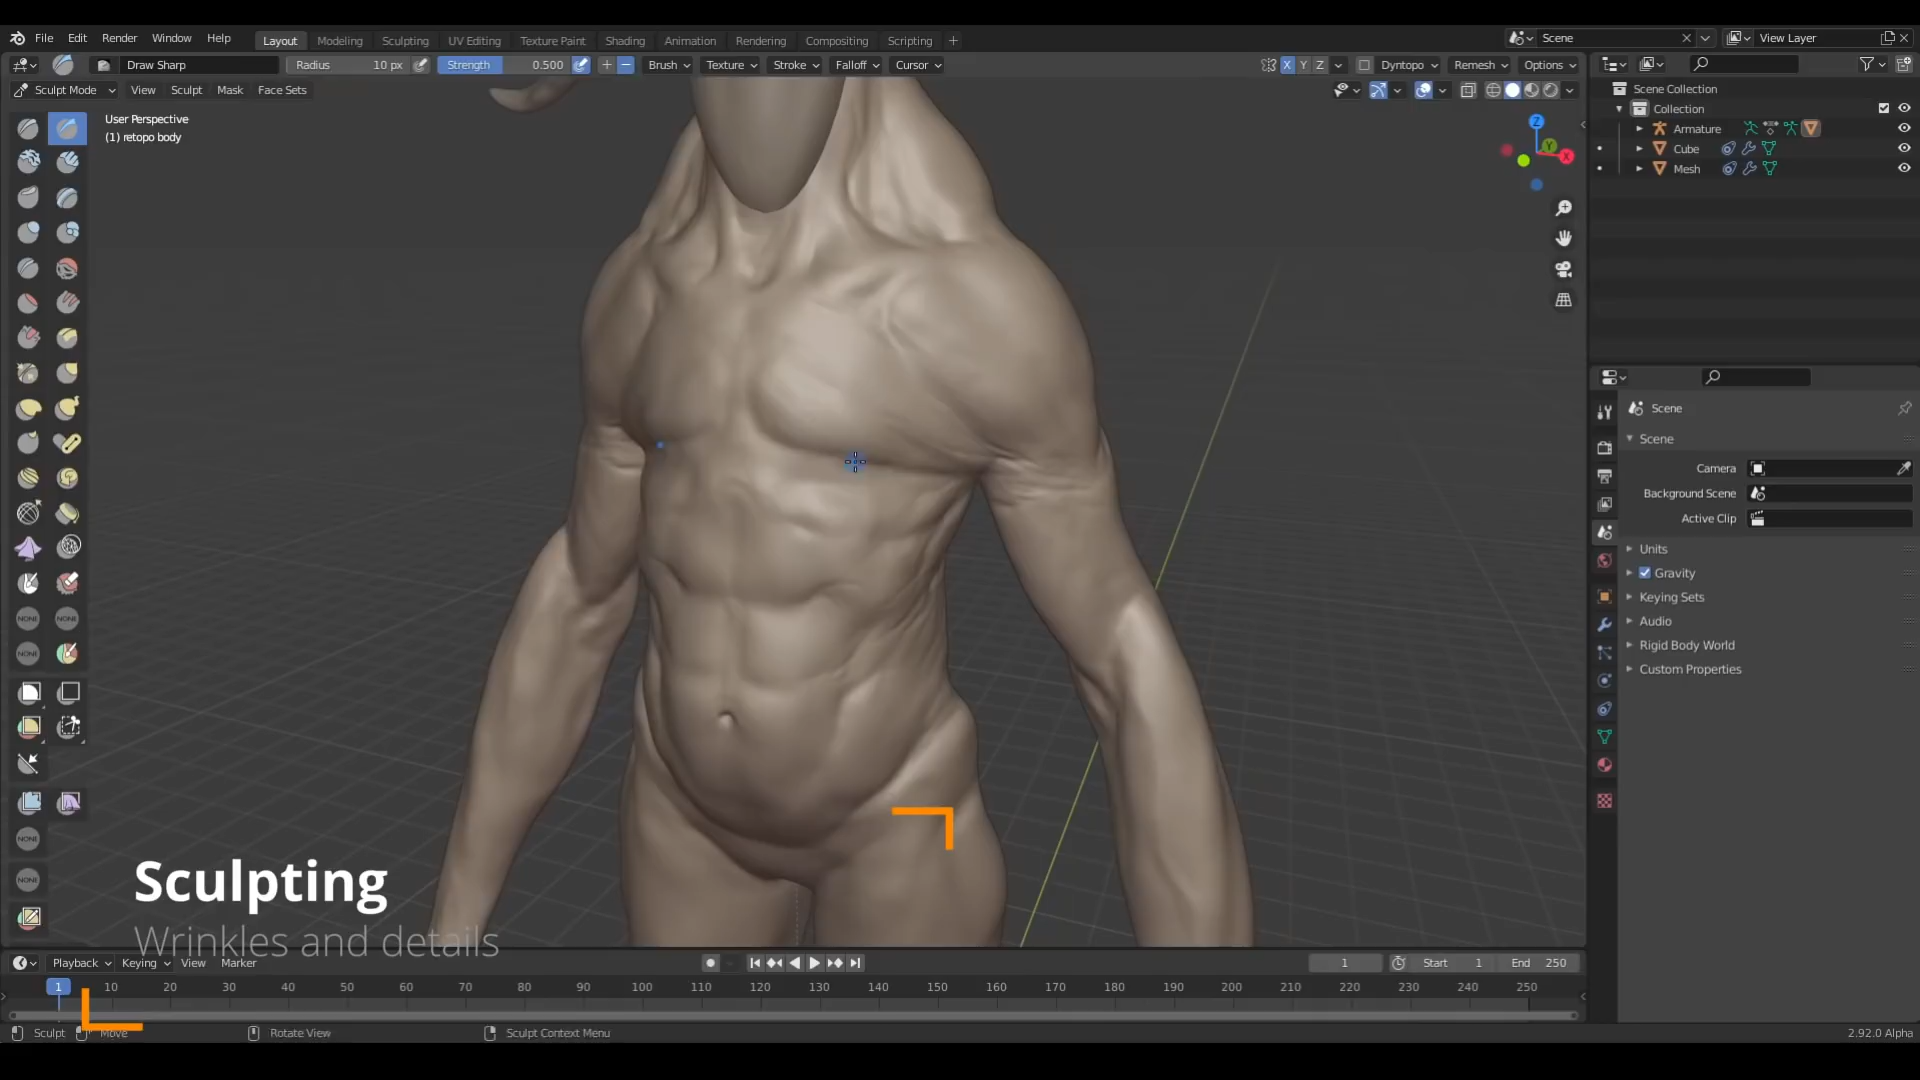 File Edit Render Window Help Layout Modeling Sculpting UV Editing Texture Paint Shading Animation Rendering Compositing Scripting + Scene View Layer
Draw Sharp Radius 10 px Strength 0.500 Brush Texture Stroke Falloff Cursor X Y Z Dyntopo Remesh Options
Sculpt Mode View Sculpt Mask Face Sets
User Perspective
(1) retopo body
Z
Y
X
Scene Collection
Collection
Armature
Cube
Mesh
Scene
Scene
Camera
Background Scene
Active Clip
Units
Gravity
Keying Sets
Audio
Rigid Body World
Custom Properties
NONE NONE
NONE
NONE
NONE
Sculpting
Wrinkles and details
Playback Keying View Marker 1 Start 1 End 250
1 10 20 30 40 50 60 70 80 90 100 110 120 130 140 150 160 170 180 190 200 210 220 230 240 250
Sculpt Move Rotate View Sculpt Context Menu 2.92.0 Alpha